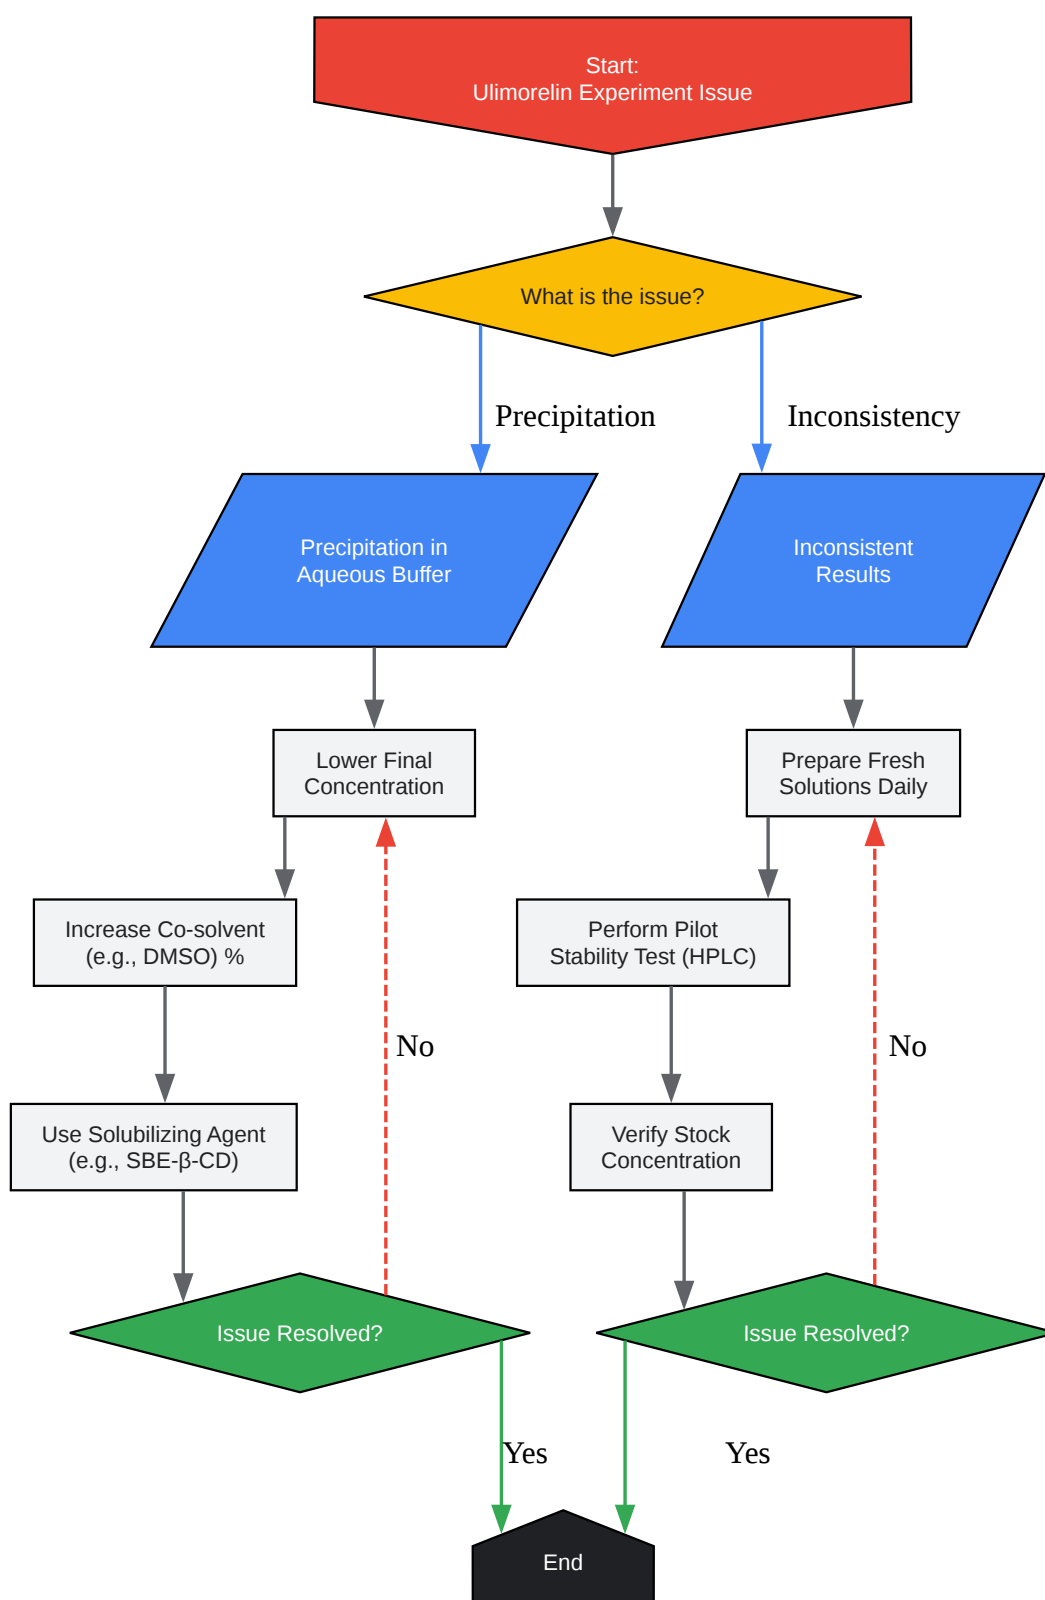 Start:
Ulimorelin Experiment Issue
What is the issue?
Precipitation
Inconsistency
Precipitation in
Aqueous Buffer
Inconsistent
Results
Lower Final
Concentration
Prepare Fresh
Solutions Daily
Increase Co-solvent
(e.g., DMSO) %
Perform Pilot
Stability Test (HPLC)
No
No
Use Solubilizing Agent
(e.g., SBE-β-CD)
Verify Stock
Concentration
Issue Resolved?
Issue Resolved?
Yes
Yes
End